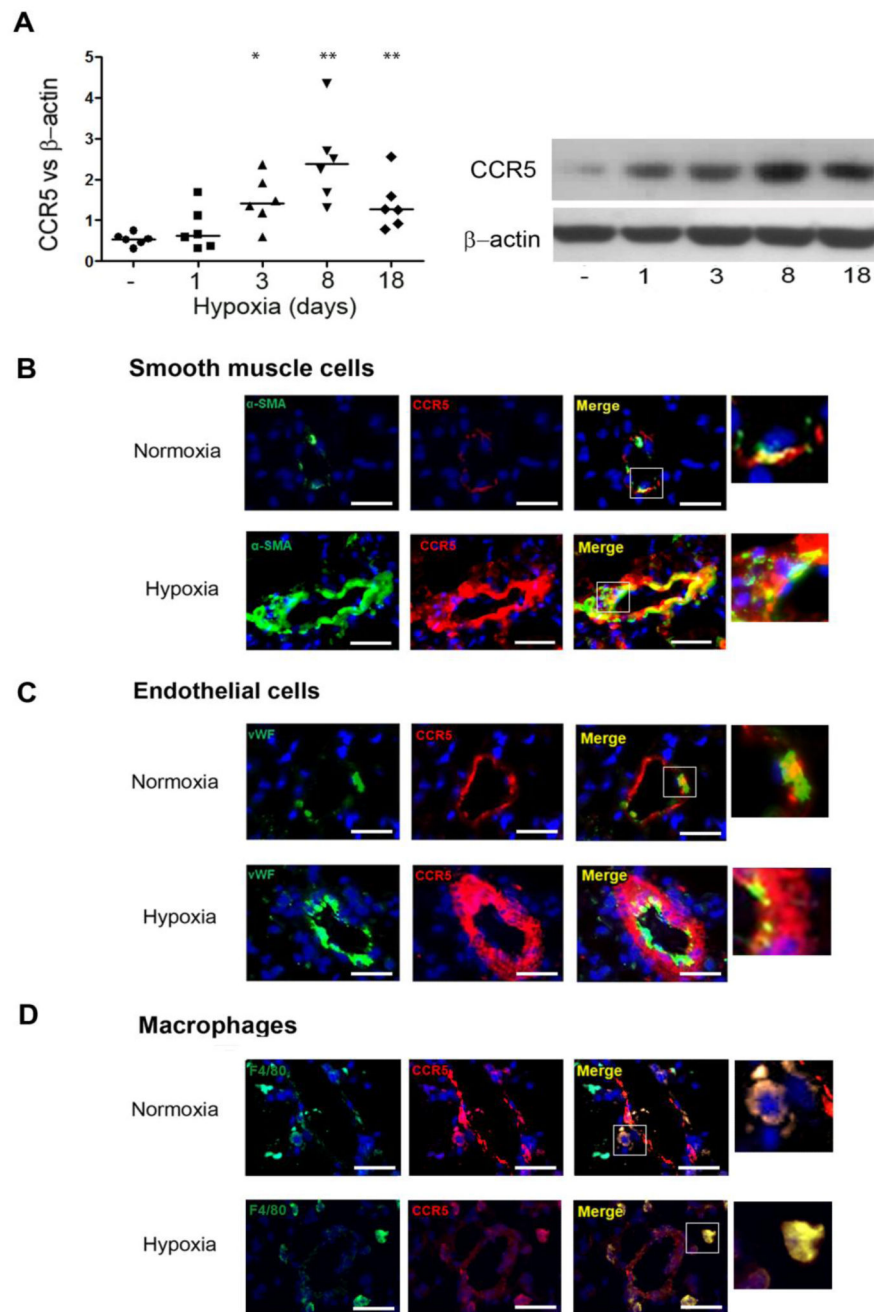 A
* ** **
5
4
3
2
1
0
CCR5 vs β–actin
- 1 3 8 18
Hypoxia (days)
CCR5
β–actin
- 1 3 8 18
B Smooth muscle cells
α-SMA CCR5 Merge
Normoxia
α-SMA CCR5 Merge
Hypoxia
C Endothelial cells
vWF CCR5 Merge
Normoxia
vWF CCR5 Merge
Hypoxia
D Macrophages
F4/80 CCR5 Merge
Normoxia
F4/80 CCR5 Merge
Hypoxia